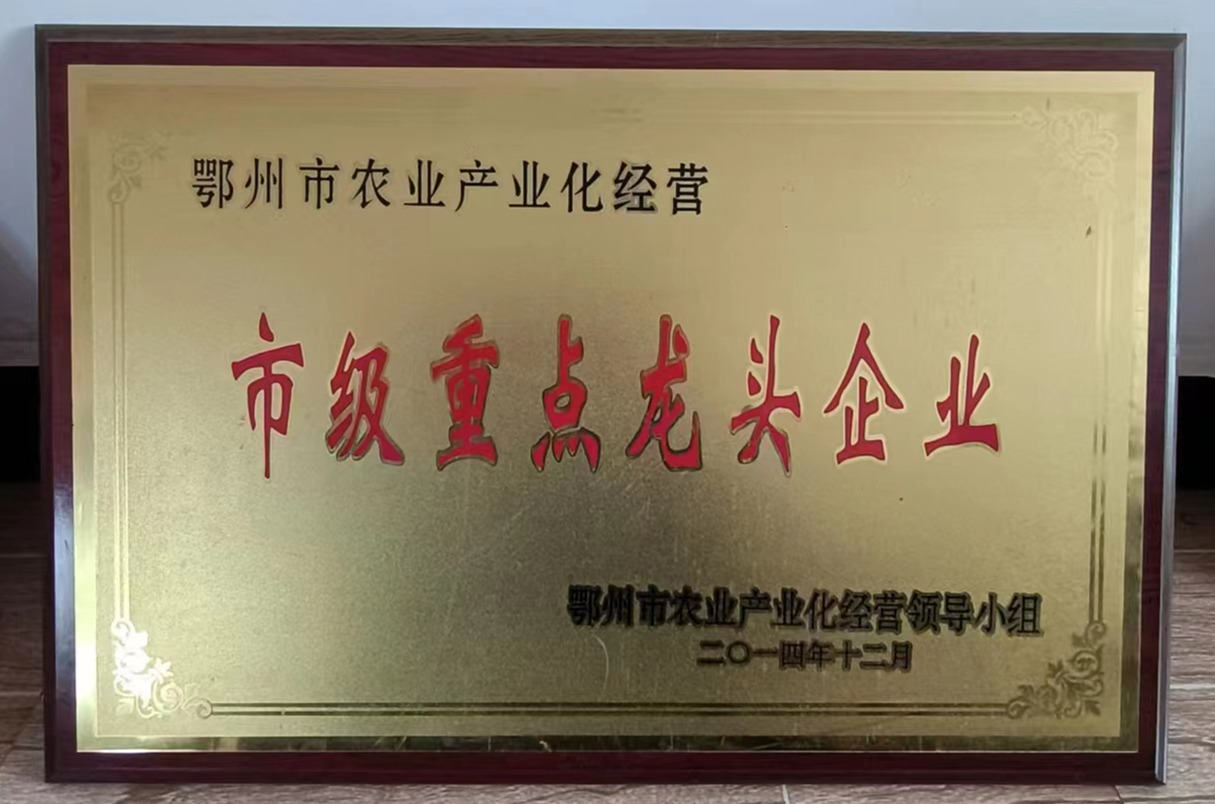 鄂州市农业产业化经营
市级重点龙头企业
鄂州市农业产业化经营领导小组
二〇一四年十二月